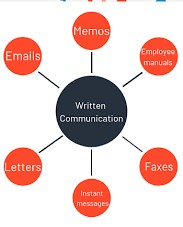 Memos
Emails
Employee
manuals
Written
Communication
Letters
Faxes
Instant
messages